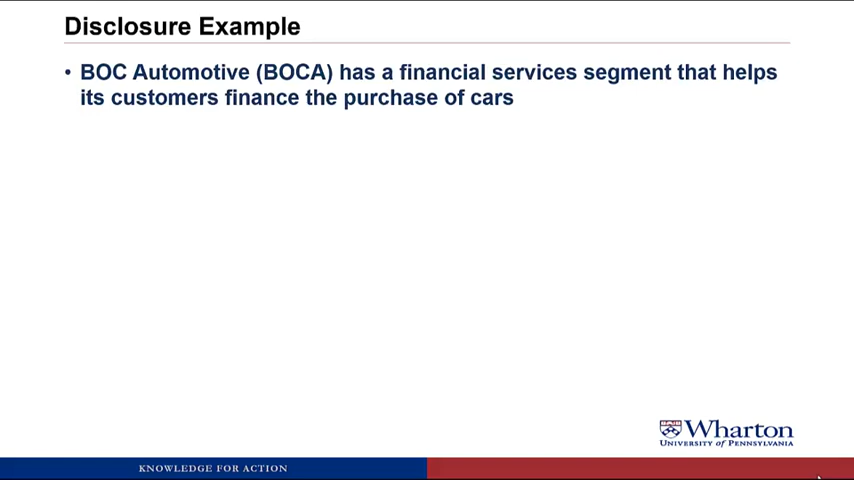 Disclosure Example
• BOC Automotive (BOCA) has a financial services segment that helps
its customers finance the purchase of cars
Wharton
UNIVERSITY of PENNSYLVANIA
KNOWLEDGE FOR ACTION